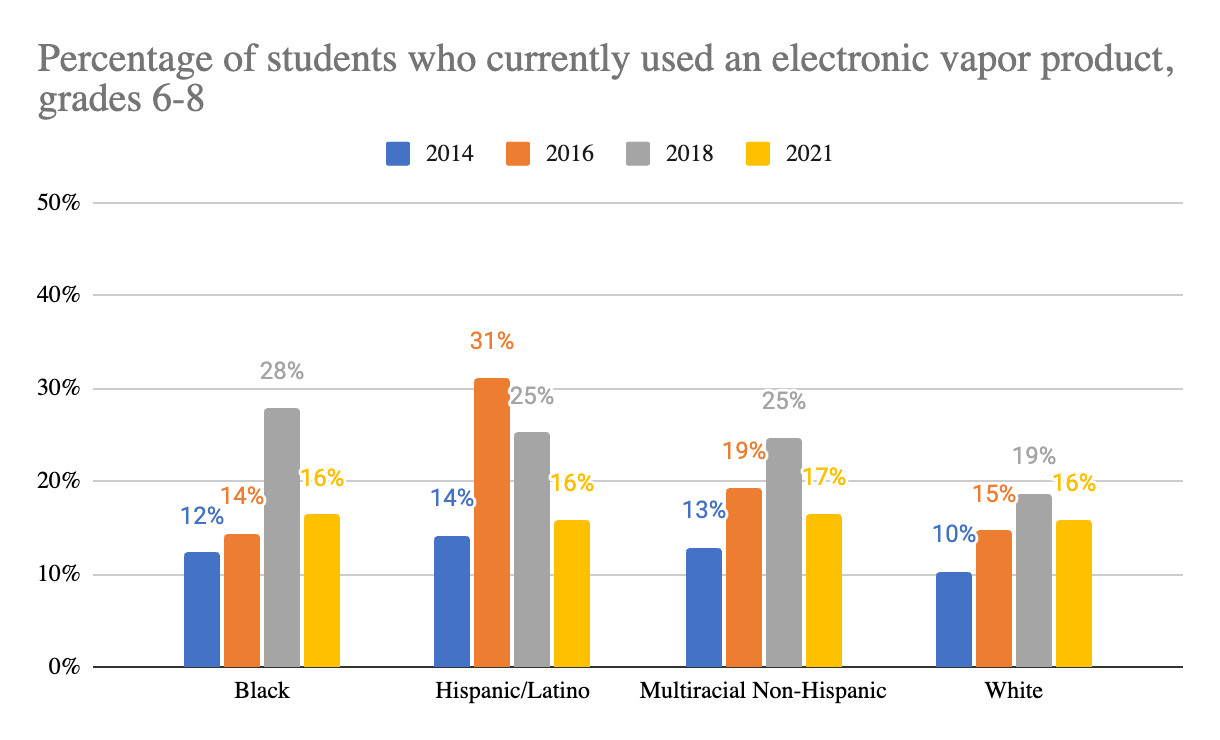 Percentage of students who currently used an electronic vapor product,
grades 6-8
2014 2016 2018 2021
50%
40%
30%
20%
10%
0%
12% 14% 28% 16%
14% 31% 25% 16%
13% 19% 25% 17%
10% 15% 19% 16%
Black Hispanic/Latino Multiracial Non-Hispanic White